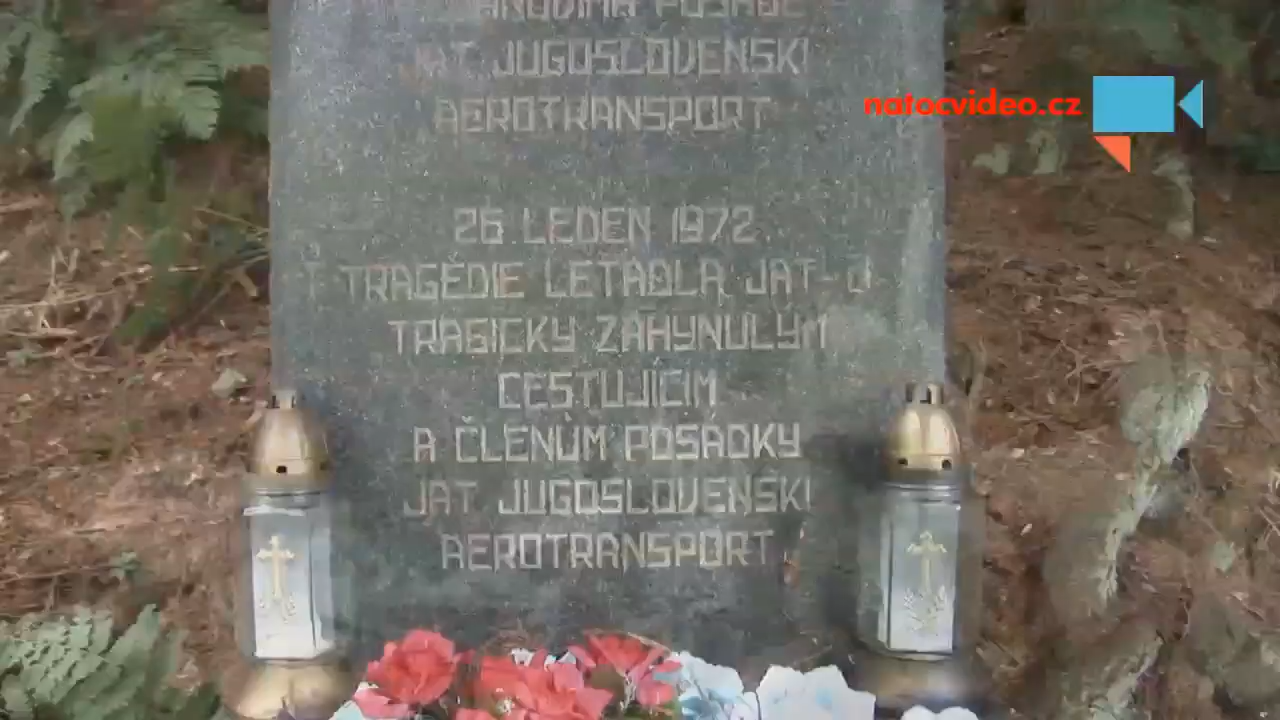 JAT JUGOSLOVENSKI
AEROTRANSPORT
natocvideo.cz
26 LEDEN 1972
TRAGÉDIE LETADLA JAT-U
TRAGICKY ZAHYNULÝM
CESTUJÍCÍM
A ČLENŮM POSÁDKY
JAT JUGOSLOVENSKI
AEROTRANSPORT